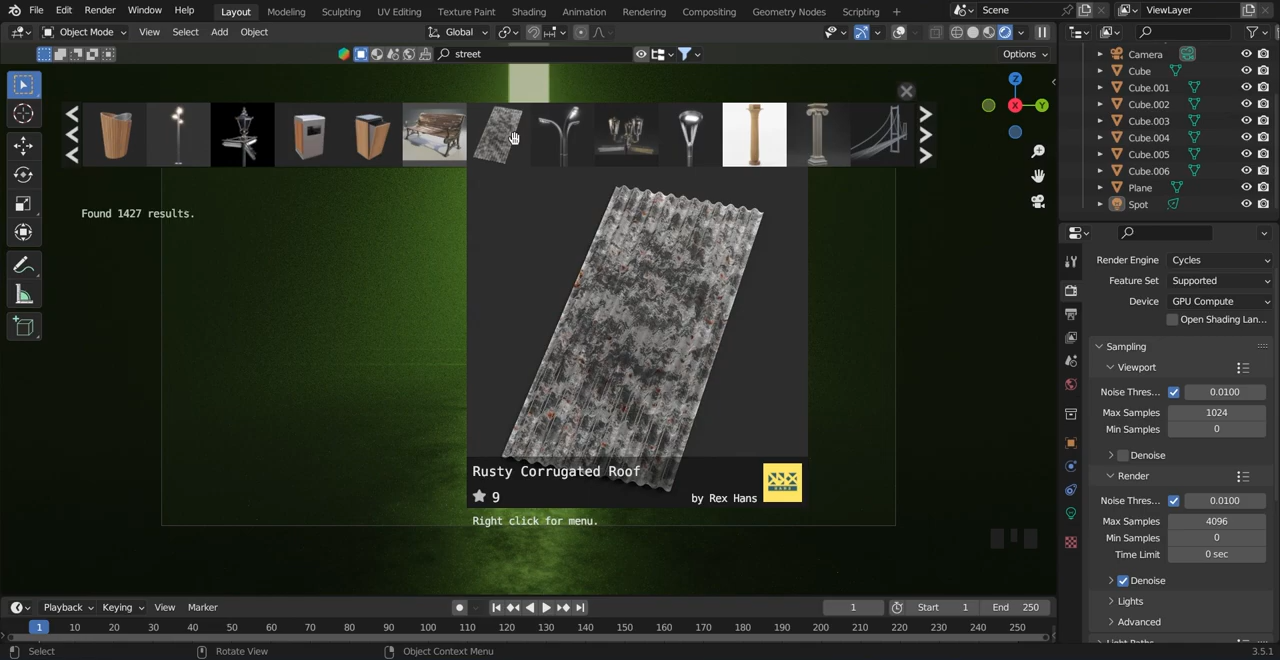 File Edit Render Window Help Layout Modeling Sculpting UV Editing Texture Paint Shading Animation Rendering Compositing Geometry Nodes Scripting + Scene ViewLayer
Object Mode View Select Add Object Global
street Options
Camera
Cube
Cube.001
Cube.002
Cube.003
Cube.004
Cube.005
Cube.006
Plane
Spot
Z
X
Y
Found 1427 results.
Rusty Corrugated Roof
9
by Rex Hans
Right click for menu.
Render Engine Cycles
Feature Set Supported
Device GPU Compute
Open Shading Lan...
Sampling
Viewport
Noise Thres... 0.0100
Max Samples 1024
Min Samples 0
Denoise
Render
Noise Thres... 0.0100
Max Samples 4096
Min Samples 0
Time Limit 0 sec
Denoise
Lights
Advanced
Light Paths
Playback Keying View Marker 1 Start 1 End 250
1 10 20 30 40 50 60 70 80 90 100 110 120 130 140 150 160 170 180 190 200 210 220 230 240 250
Select Rotate View Object Context Menu 3.5.1